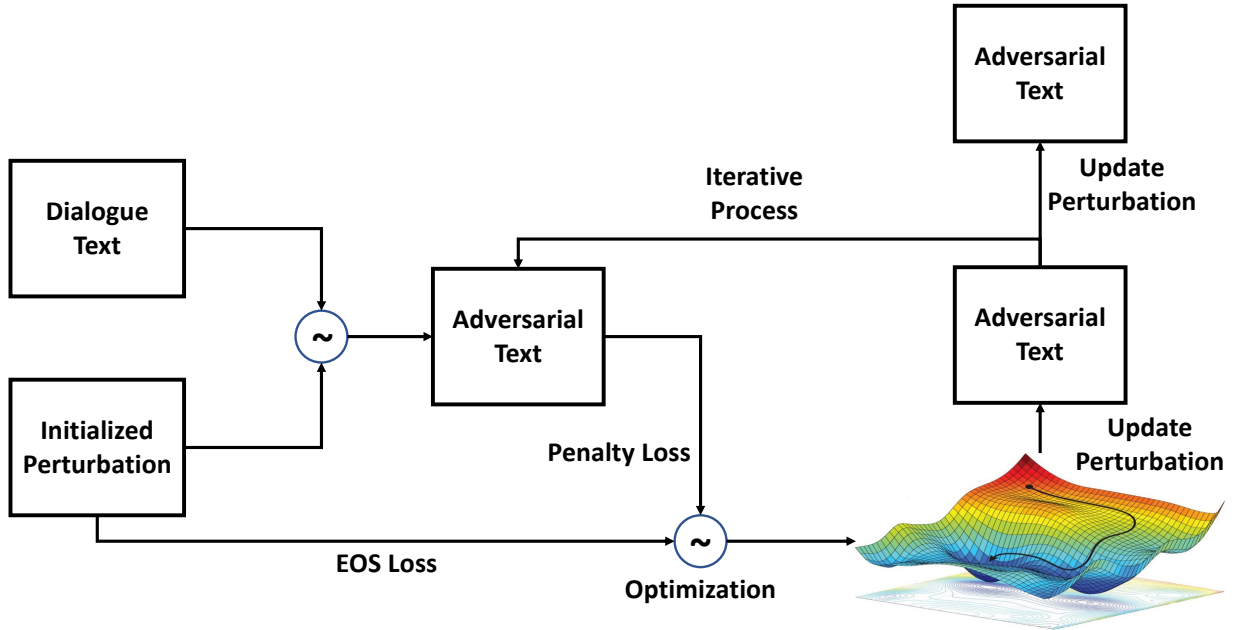 Adversarial
Text
Update
Perturbation
Iterative
Process
Dialogue
Text
~
Adversarial
Text
Adversarial
Text
Initialized
Perturbation
Penalty Loss
Update
Perturbation
EOS Loss
~
Optimization